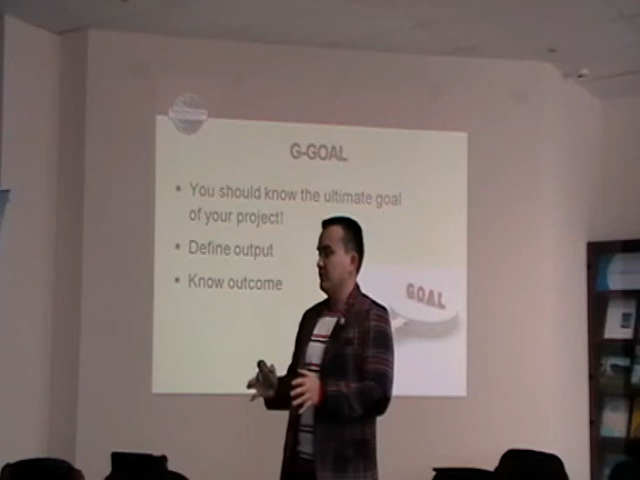 G-GOAL
▪ You should know the ultimate goal
of your project!
▪ Define output
▪ Know outcome
GOAL